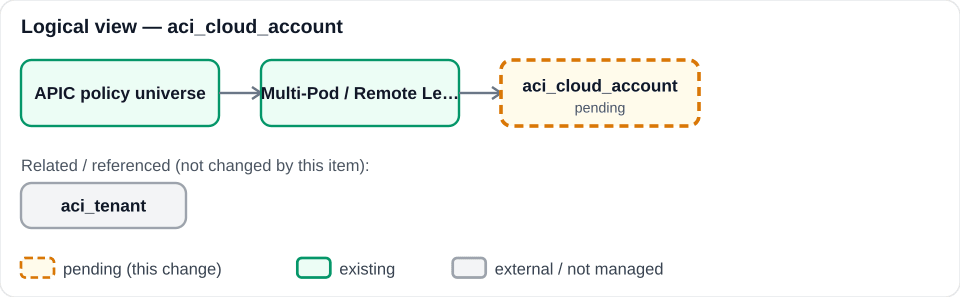 Logical view — aci_cloud_account
APIC policy universe
Multi-Pod / Remote Le...
aci_cloud_account
pending
Related / referenced (not changed by this item):
aci_tenant
pending (this change)
existing
external / not managed